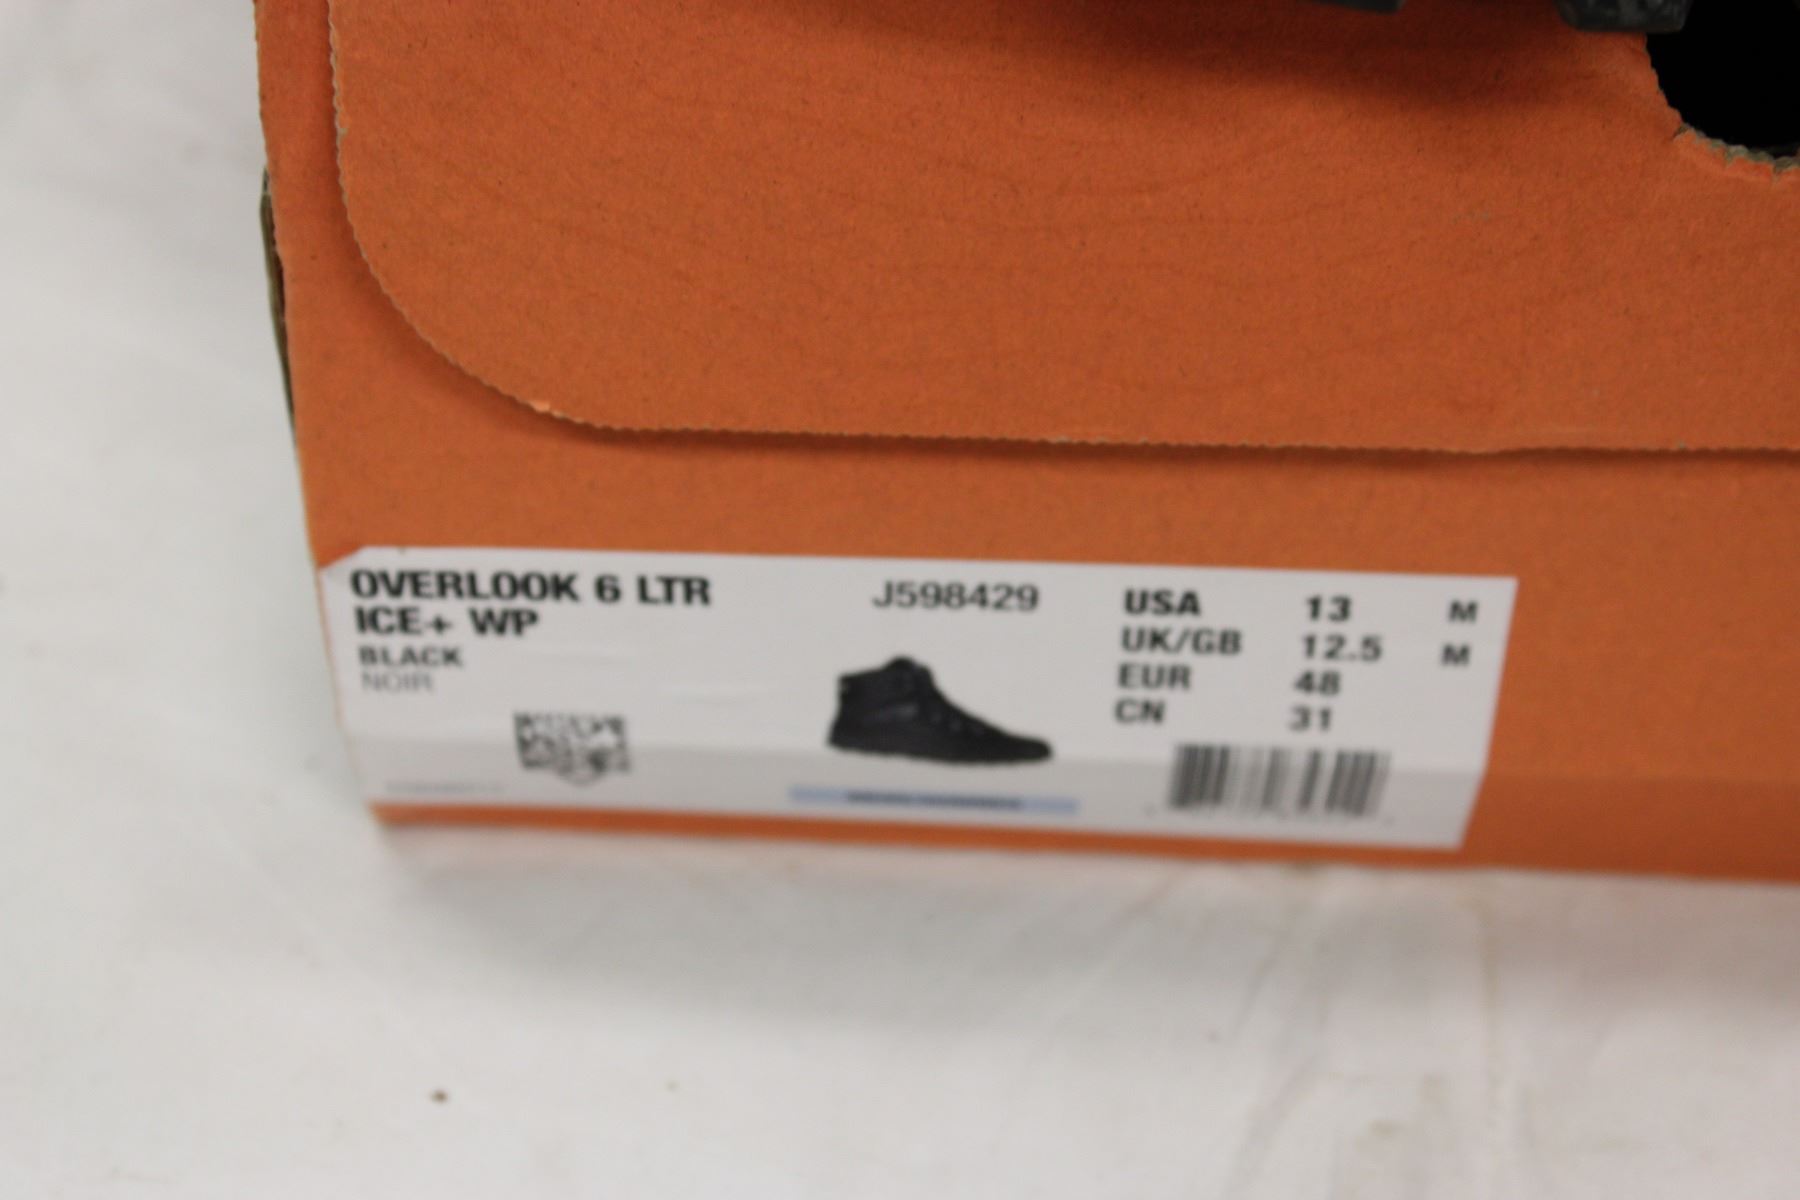 OVERLOOK 6 LTR
ICE+ WP
BLACK
NOIR
J598429
USA 13 M
UK/GB 12.5 M
EUR 48
CN 31